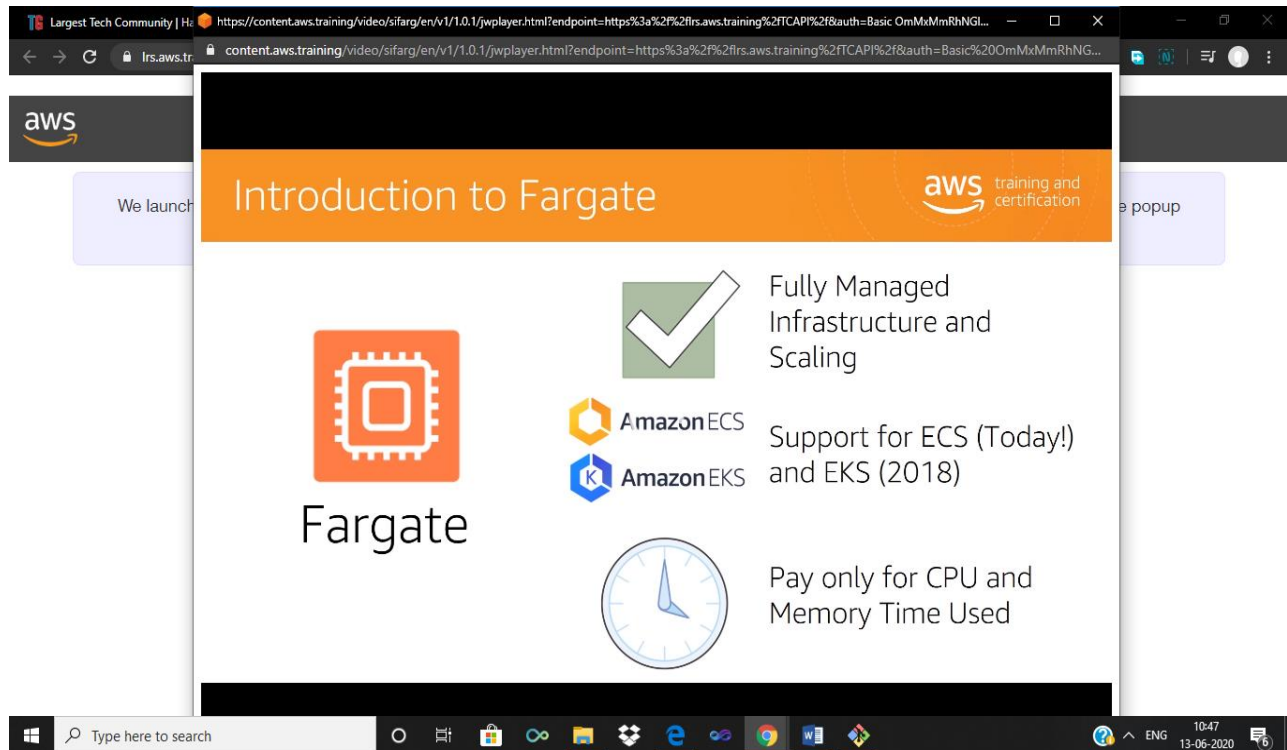 Largest Tech Community | Ha
https://content.aws.training/video/sifarg/en/v1/1.0.1/jwplayer.html?endpoint=https%3a%2f%2flrs.aws.training%2fTCAPI%2f&auth=Basic OmMxMmRhNGI...
lrs.aws.tr
content.aws.training/video/sifarg/en/v1/1.0.1/jwplayer.html?endpoint=https%3a%2f%2flrs.aws.training%2fTCAPI%2f&auth=Basic%20OmMxMmRhNG...
aws
Introduction to Fargate
aws training and
certification
We launch
e popup
Fully Managed
Infrastructure and
Scaling
Amazon ECS
Amazon EKS
Support for ECS (Today!)
and EKS (2018)
Fargate
Pay only for CPU and
Memory Time Used
Type here to search
ENG
10:47
13-06-2020